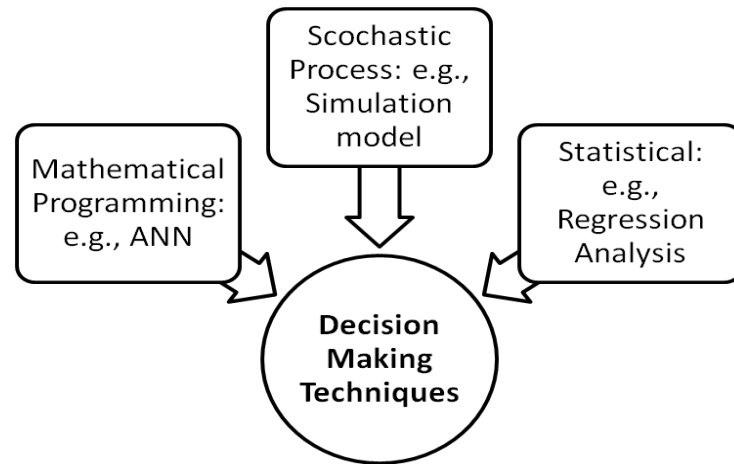 Scochastic
Process: e.g.,
Simulation
model
Mathematical
Programming:
e.g., ANN
Statistical:
e.g.,
Regression
Analysis
Decision
Making
Techniques